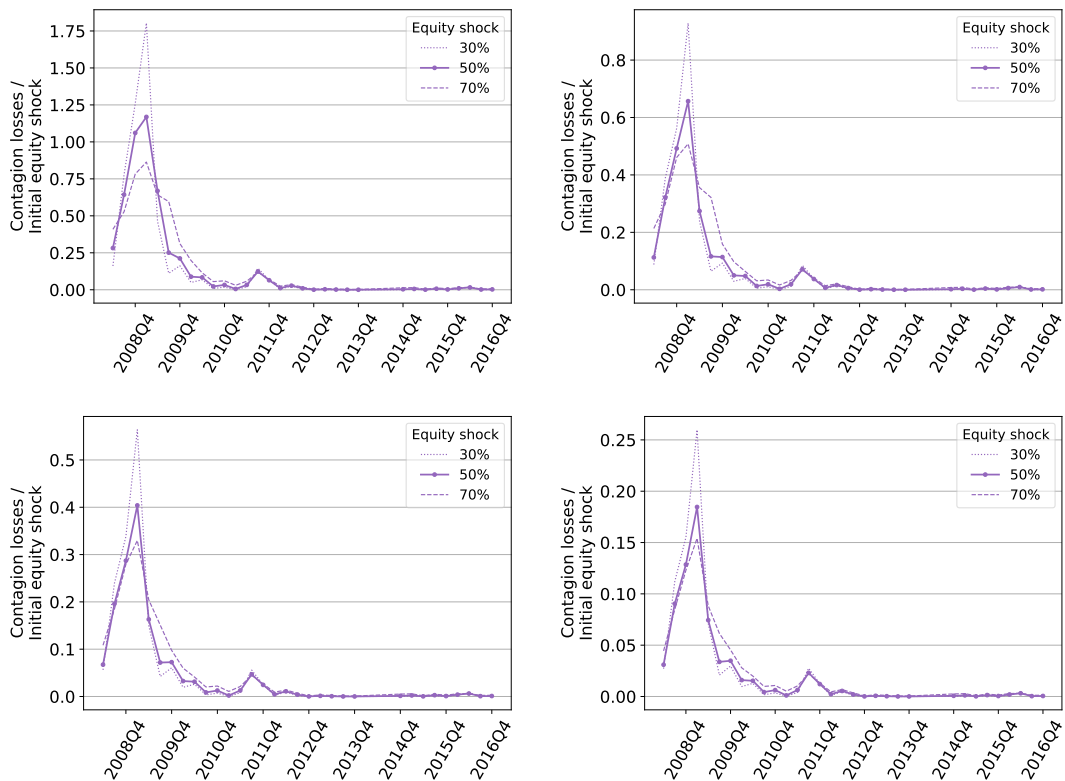 Contagion losses /
Initial equity shock
1.75
1.50
1.25
1.00
0.75
0.50
0.25
0.00
Equity shock
30%
50%
70%
2008Q4
2009Q4
2010Q4
2011Q4
2012Q4
2013Q4
2014Q4
2015Q4
2016Q4
Contagion losses /
Initial equity shock
0.8
0.6
0.4
0.2
0.0
Equity shock
30%
50%
70%
2008Q4
2009Q4
2010Q4
2011Q4
2012Q4
2013Q4
2014Q4
2015Q4
2016Q4
Contagion losses /
Initial equity shock
0.5
0.4
0.3
0.2
0.1
0.0
Equity shock
30%
50%
70%
2008Q4
2009Q4
2010Q4
2011Q4
2012Q4
2013Q4
2014Q4
2015Q4
2016Q4
Contagion losses /
Initial equity shock
0.25
0.20
0.15
0.10
0.05
0.00
Equity shock
30%
50%
70%
2008Q4
2009Q4
2010Q4
2011Q4
2012Q4
2013Q4
2014Q4
2015Q4
2016Q4